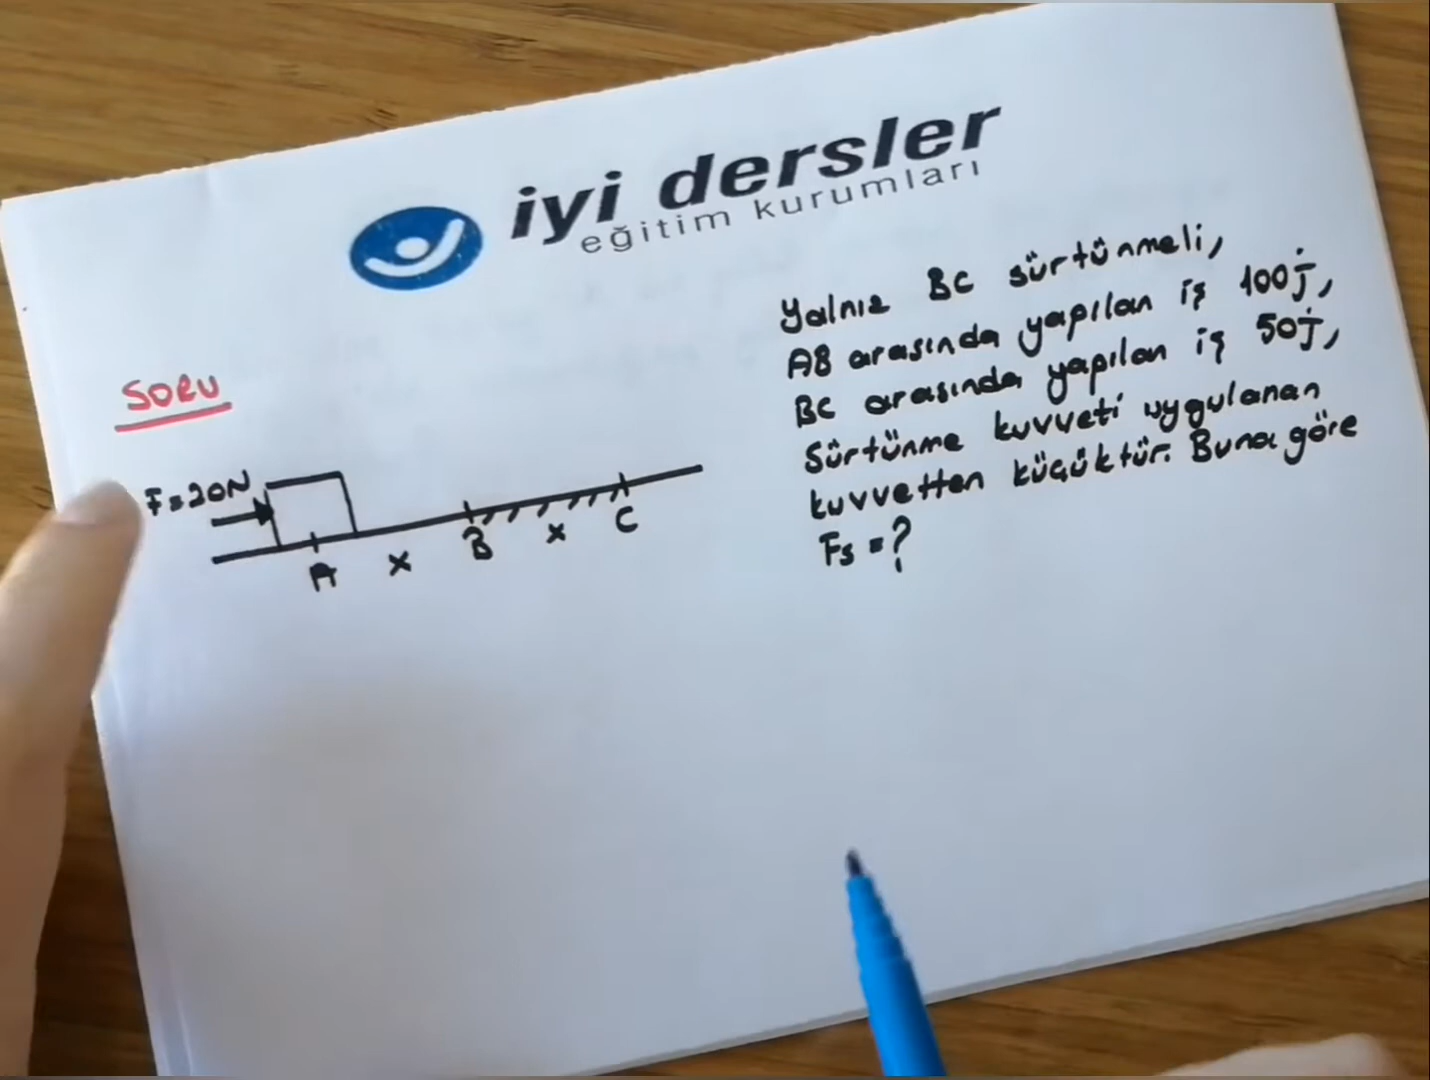 iyi dersler
eğitim kurumları
Yalnız BC sürtünmeli,
AB arasında yapılan iş 100j,
BC arasında yapılan iş 50j,
Sürtünme kuvveti uygulanan
kuvvetten küçüktür. Buna göre
Fs = ?
SORU
F=20N
A x B x C